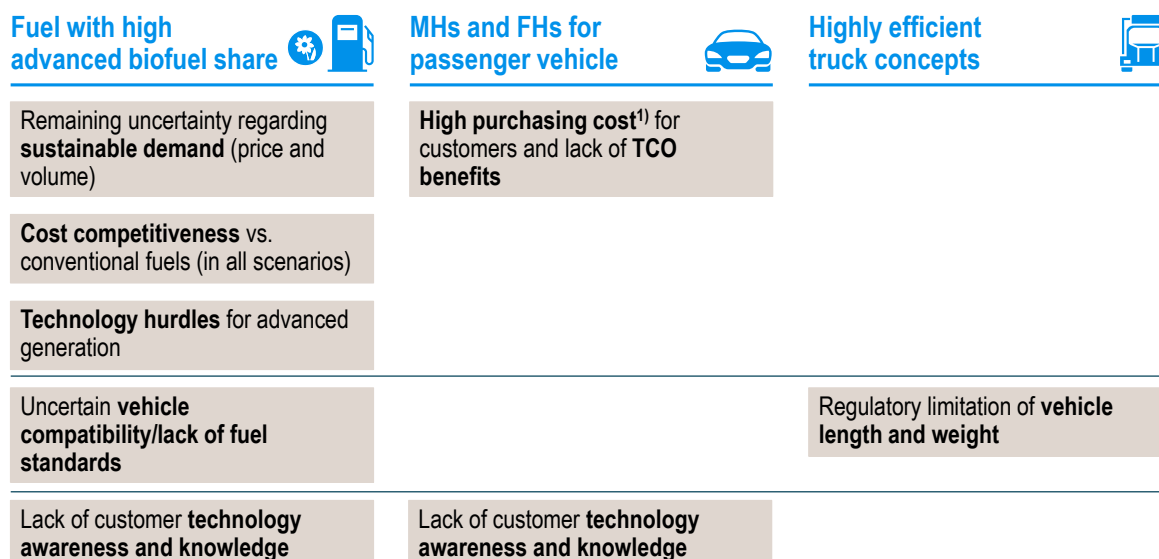 Fuel with high
advanced biofuel share
MHs and FHs for
passenger vehicle
Highly efficient
truck concepts
Remaining uncertainty regarding
sustainable demand (price and
volume)
High purchasing cost1) for
customers and lack of TCO
benefits
Cost competitiveness vs.
conventional fuels (in all scenarios)
Technology hurdles for advanced
generation
Uncertain vehicle
compatibility/lack of fuel
standards
Regulatory limitation of vehicle
length and weight
Lack of customer technology
awareness and knowledge
Lack of customer technology
awareness and knowledge